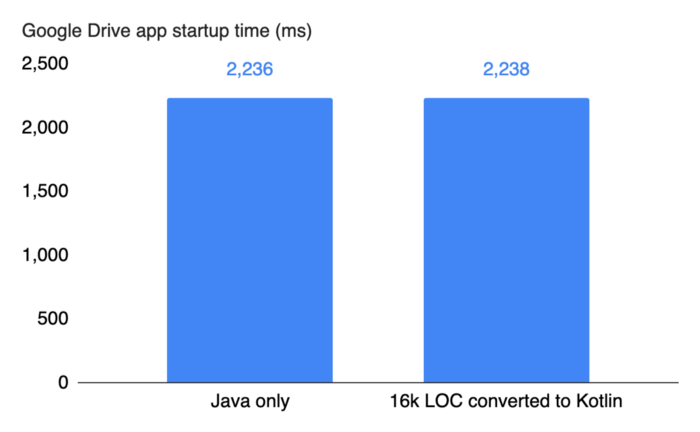 Google Drive app startup time (ms)
2,500
2,236
2,238
2,000
1,500
1,000
500
0
Java only
16k LOC converted to Kotlin